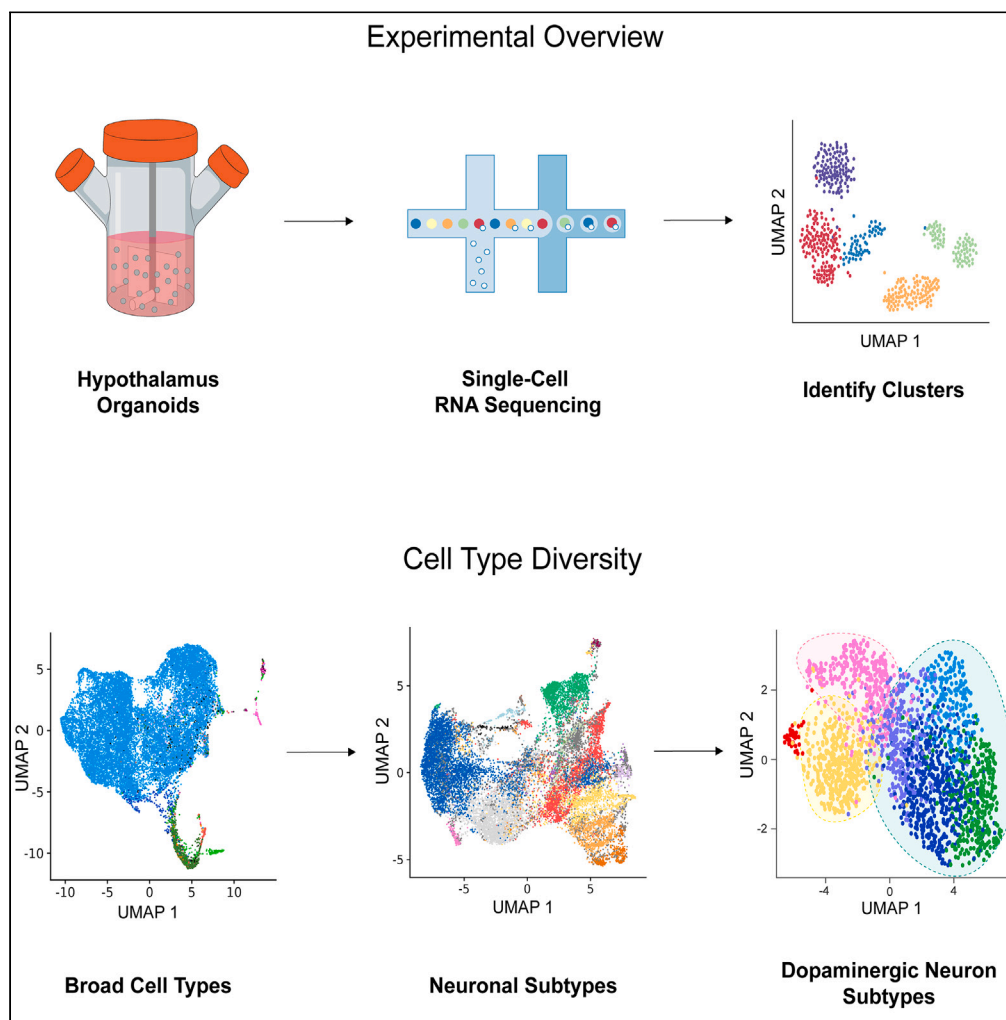 Experimental Overview
UMAP 2
UMAP 1
Hypothalamus
Organoids
Single-Cell
RNA Sequencing
Identify Clusters
Cell Type Diversity
UMAP 2
5
0
-5
-10
-10
-5
0
5
10
UMAP 1
UMAP 2
5
0
-5
-5
0
5
UMAP 1
UMAP 2
2
0
-2
-4
0
4
UMAP 1
Broad Cell Types
Neuronal Subtypes
Dopaminergic Neuron
Subtypes